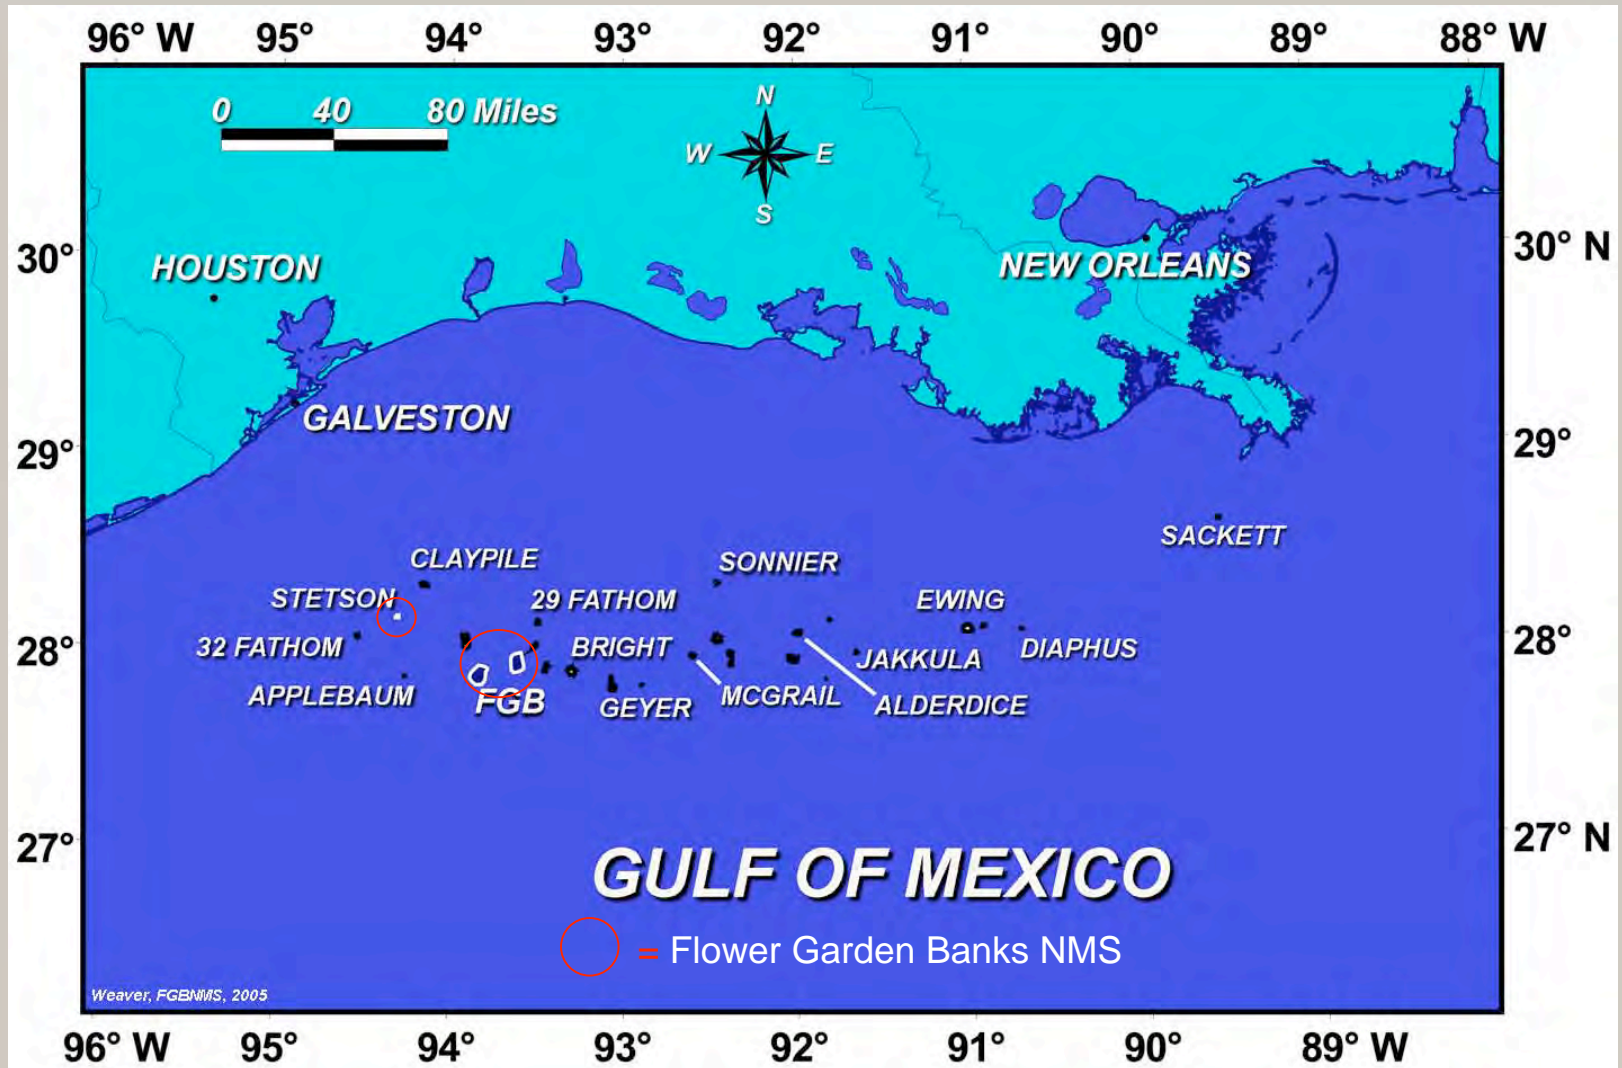 96° W 95° 94° 93° 92° 91° 90° 89° 88° W
0 40 80 Miles
N
W E
S
30° 30° N
HOUSTON
NEW ORLEANS
GALVESTON
29° 29°
SACKETT
CLAYPILE
SONNIER
STETSON
29 FATHOM
EWING
28° 28°
32 FATHOM
BRIGHT
JAKKULA
DIAPHUS
APPLEBAUM
FGB
GEYER
MCGRAIL
ALDERDICE
27° 27° N
GULF OF MEXICO
= Flower Garden Banks NMS
Weaver, FGBNMS, 2005
96° W 95° 94° 93° 92° 91° 90° 89° W